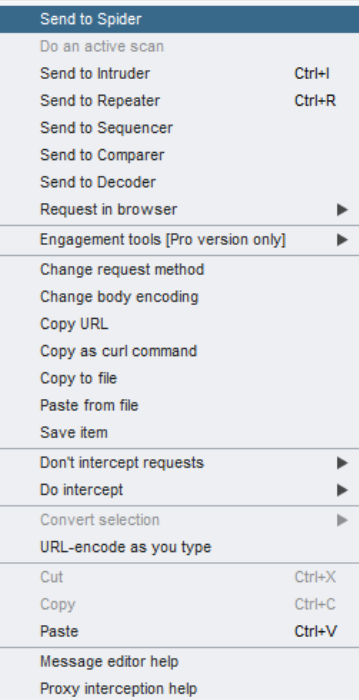 Send to Spider
Do an active scan
Send to Intruder Ctrl+I
Send to Repeater Ctrl+R
Send to Sequencer
Send to Comparer
Send to Decoder
Request in browser
Engagement tools [Pro version only]
Change request method
Change body encoding
Copy URL
Copy as curl command
Copy to file
Paste from file
Save item
Don't intercept requests
Do intercept
Convert selection
URL-encode as you type
Cut Ctrl+X
Copy Ctrl+C
Paste Ctrl+V
Message editor help
Proxy interception help